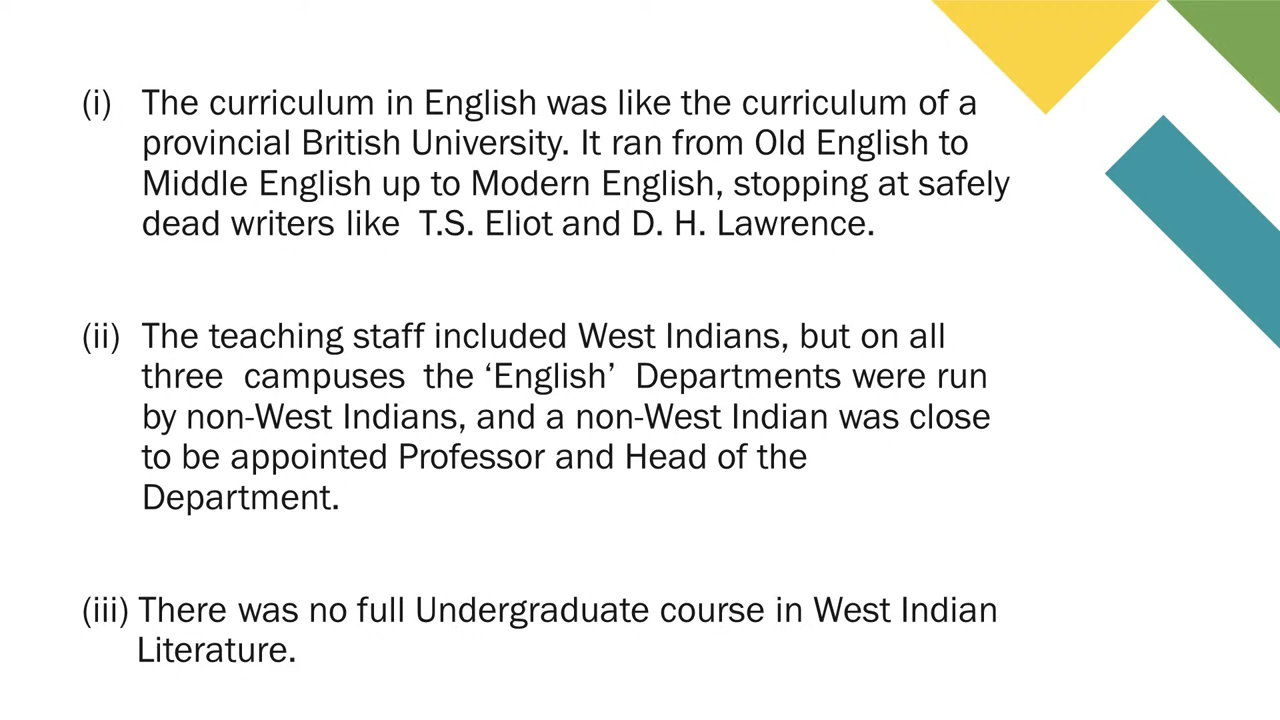 (i) The curriculum in English was like the curriculum of a
provincial British University. It ran from Old English to
Middle English up to Modern English, stopping at safely
dead writers like T.S. Eliot and D. H. Lawrence.
(ii) The teaching staff included West Indians, but on all
three campuses the ‘English’ Departments were run
by non-West Indians, and a non-West Indian was close
to be appointed Professor and Head of the
Department.
(iii) There was no full Undergraduate course in West Indian
Literature.